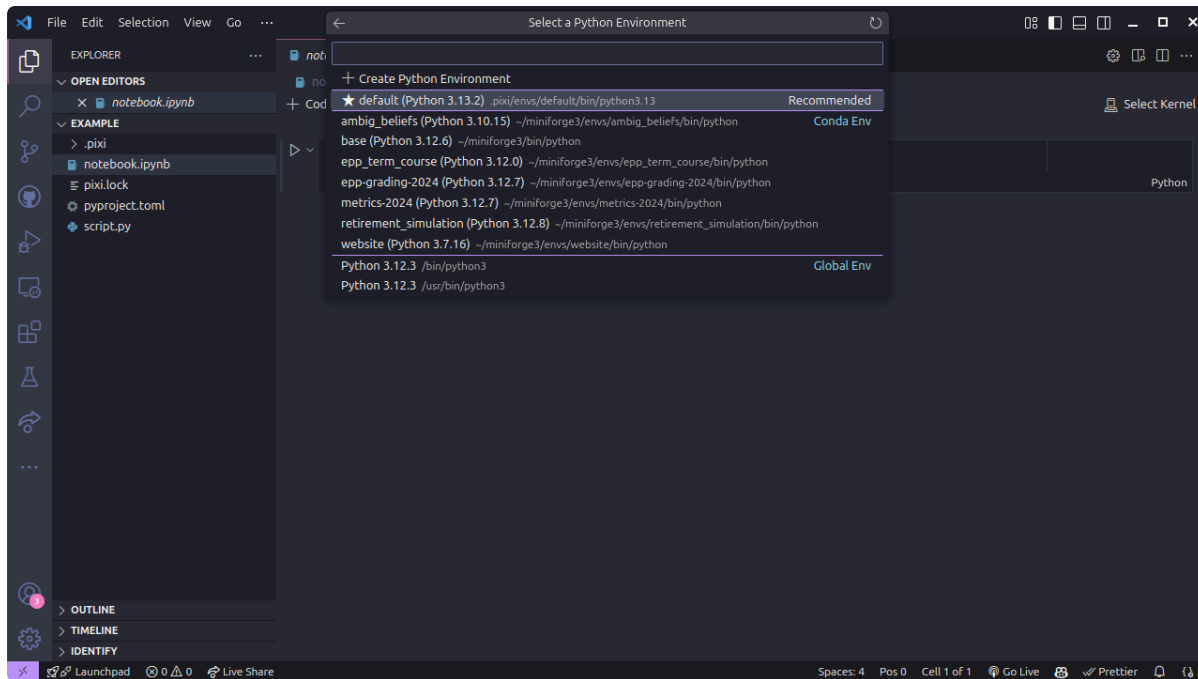 File Edit Selection View Go ···
Select a Python Environment
EXPLORER ···
OPEN EDITORS
notebook.ipynb
EXAMPLE
.pixi
notebook.ipynb
pixi.lock
pyproject.toml
script.py
OUTLINE
TIMELINE
IDENTIFY
3
+ Create Python Environment
★ default (Python 3.13.2) .pixi/envs/default/bin/python3.13 Recommended
ambig_beliefs (Python 3.10.15) ~/miniforge3/envs/ambig_beliefs/bin/python Conda Env
base (Python 3.12.6) ~/miniforge3/bin/python
epp_term_course (Python 3.12.0) ~/miniforge3/envs/epp_term_course/bin/python
epp-grading-2024 (Python 3.12.7) ~/miniforge3/envs/epp-grading-2024/bin/python
metrics-2024 (Python 3.12.7) ~/miniforge3/envs/metrics-2024/bin/python
retirement_simulation (Python 3.12.8) ~/miniforge3/envs/retirement_simulation/bin/python
website (Python 3.7.16) ~/miniforge3/envs/website/bin/python
Python 3.12.3 /bin/python3 Global Env
Python 3.12.3 /usr/bin/python3
Select Kernel
Python
Launchpad 0 0 Live Share Spaces: 4 Pos 0 Cell 1 of 1 Go Live Prettier